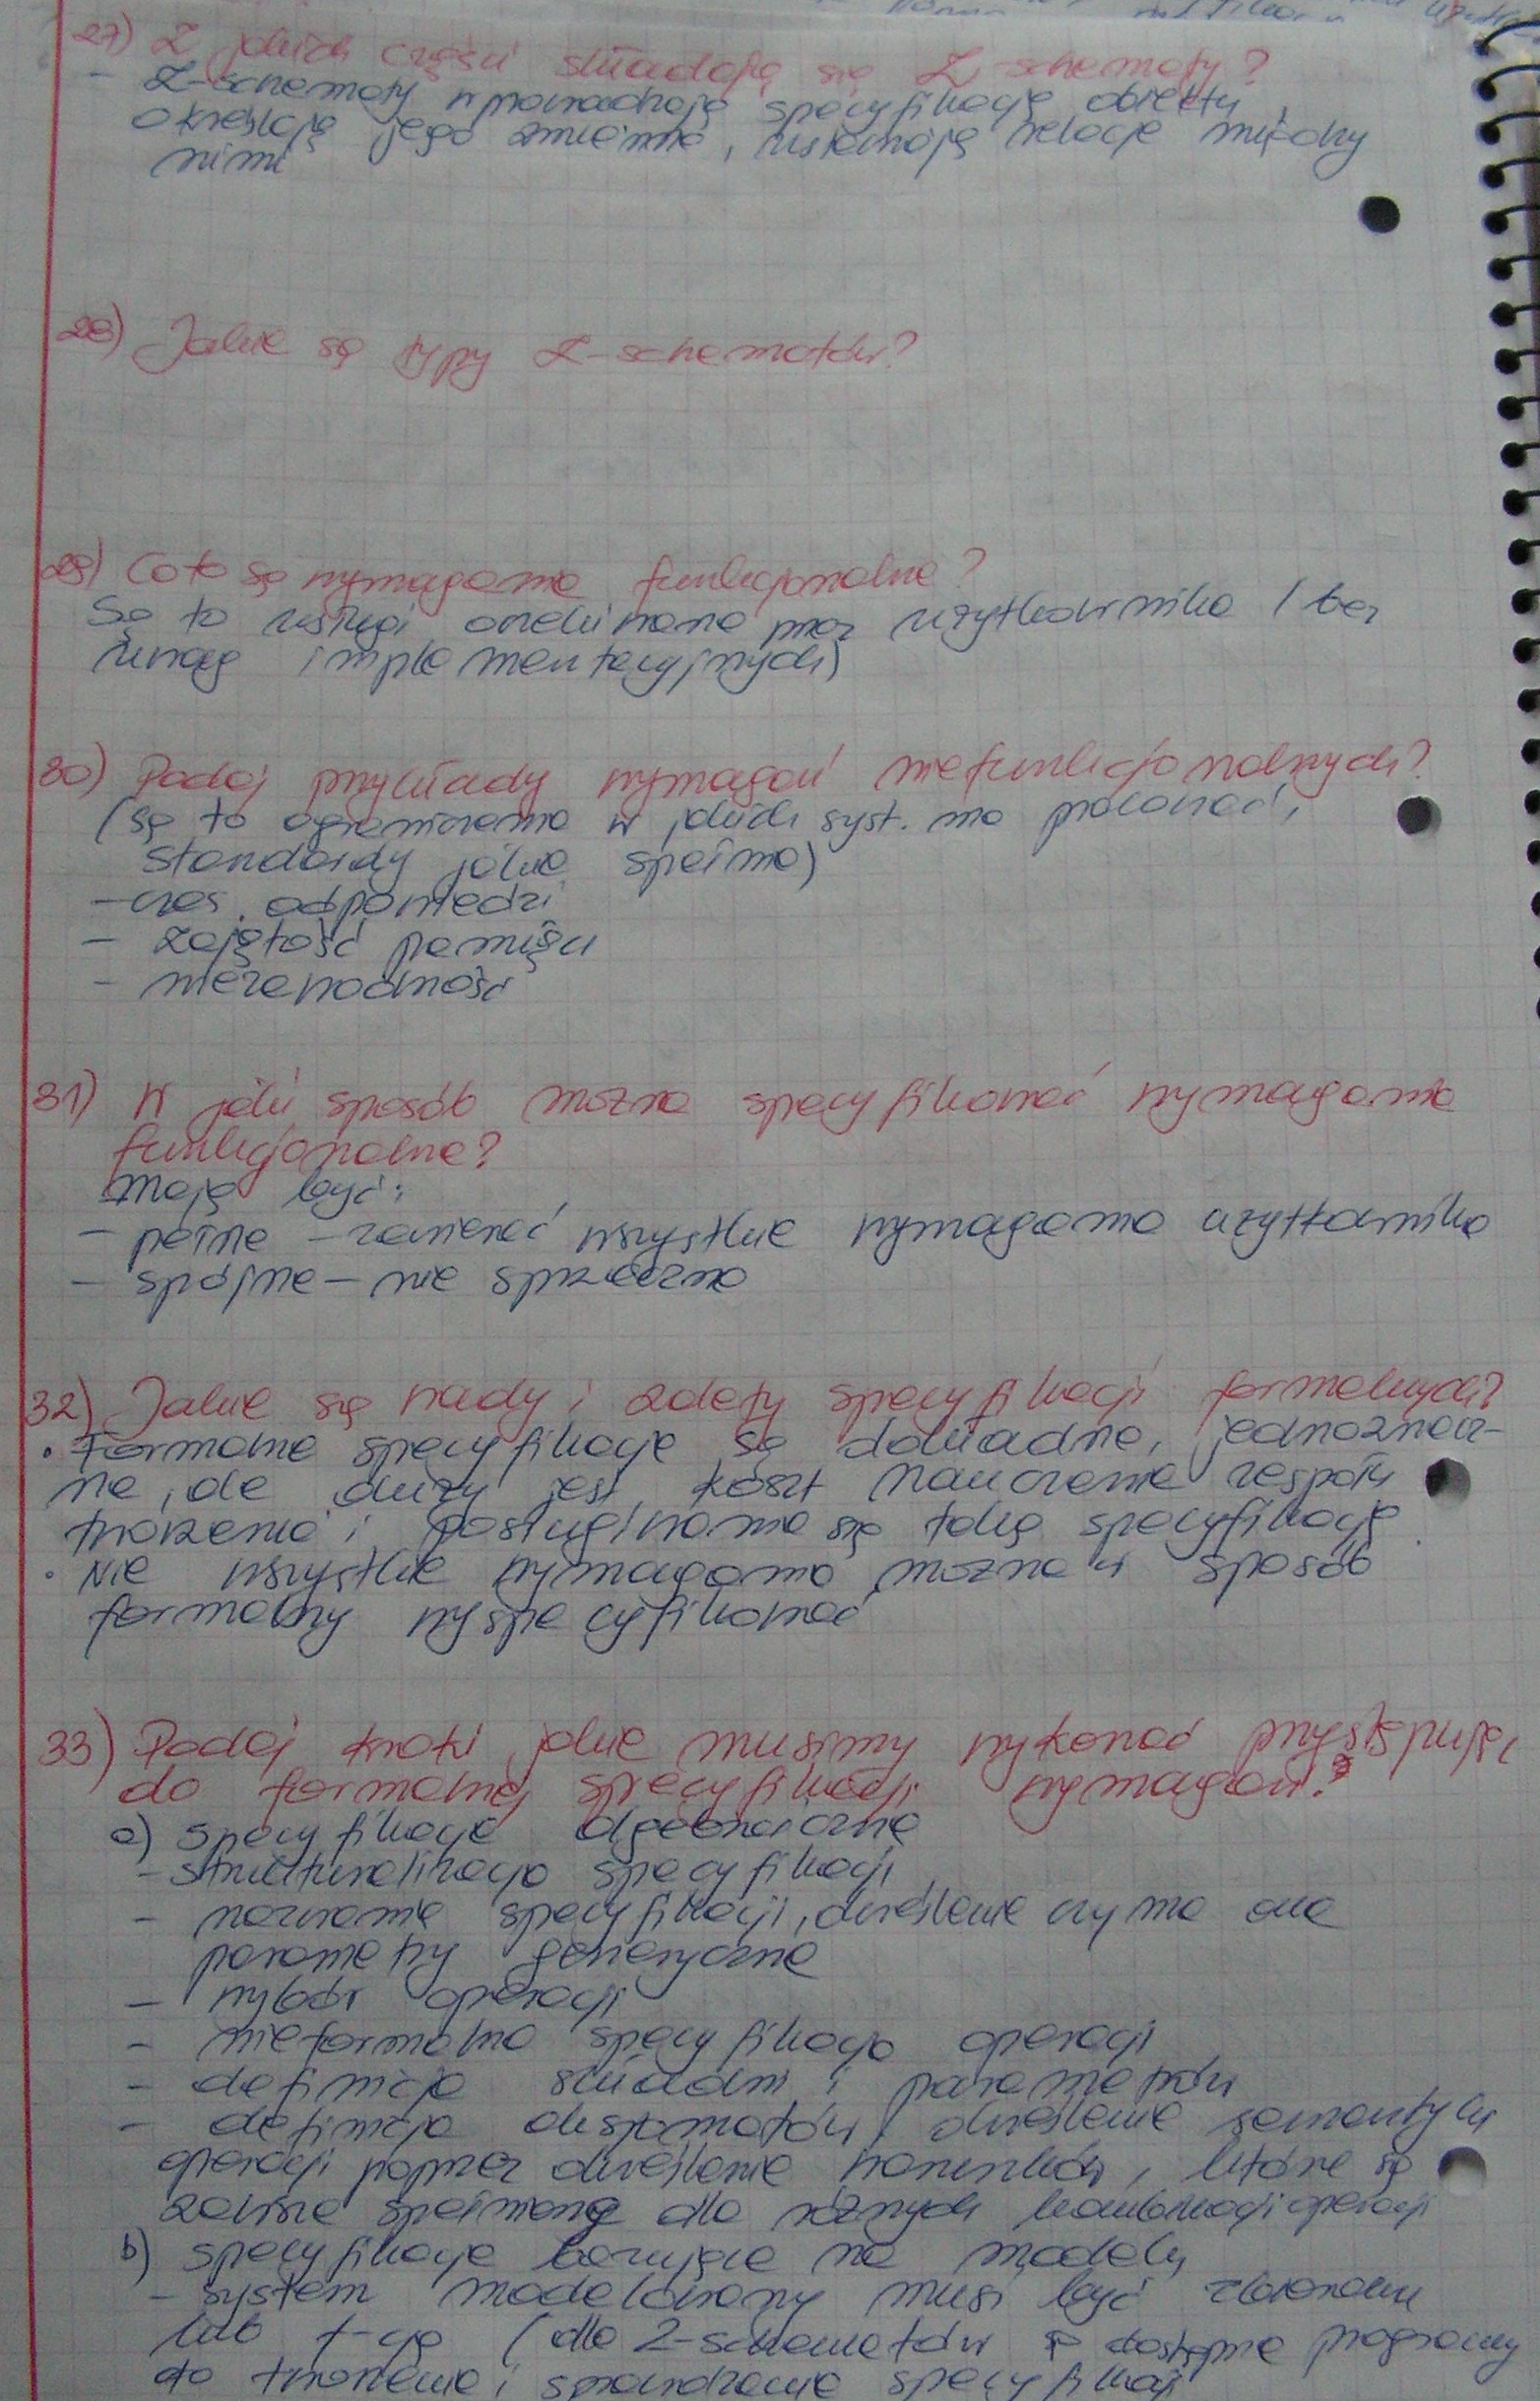 27) Z jakich części składają się Z-schematy?
- Z-schematy wprowadzają specyfikację obiektu,
określają jego zmienne, ustanawiają relacje między
nimi
28) Jakie są typy Z-schematów?
29) Co to są wymagania funkcjonalne?
Są to usługi oczekiwane przez użytkownika (bez
uwag implementacyjnych)
30) Podaj przykłady wymagań niefunkcjonalnych?
(są to ograniczenia w jakich syst. ma pracować,
standardy jakie spełnia)
- czas odpowiedzi
- zajętość pamięci
- niezawodność
31) W jaki sposób można specyfikować wymagania
funkcjonalne?
mają być:
- pełne - zawierać wszystkie wymagania użytkownika
- spójne - nie sprzeczne
32) Jakie są wady i zalety specyfikacji formalnych?
• Formalne specyfikacje są dokładne, jednoznacz-
ne, ale duży jest koszt nauczenia zespołu
tworzenia i posługiwania się taką specyfikacją
• Nie wszystkie wymagania można w sposób
formalny wyspecyfikować
33) Podaj kroki jakie musimy wykonać przystępując
do formalnej specyfikacji wymagań?
a) specyfikacje algebraiczne
- strukturalizacja specyfikacji
- nazwanie specyfikacji, określenie czy ma ona
parametry generyczne
- wybór operacji
- nieformalna specyfikacja operacji
- definicja składni i parametrów
- definicja aksjomatów, określenie semantyki
operacji poprzez określenie warunków, które są
zawsze spełnione dla różnych kombinacji operacji
b) specyfikacje bazujące na modelu
- system modelowany musi być zbiorem
lub f-cją (dla Z-schematów są dostępne programy
do tworzenia i sprawdzania specyfikacji